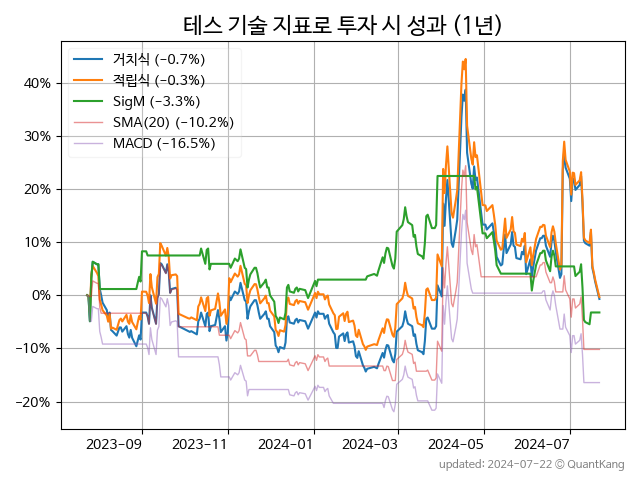 테스 기술 지표로 투자 시 성과 (1년)
거치식 (−0.7%)
적립식 (−0.3%)
SigM (−3.3%)
SMA(20) (−10.2%)
MACD (−16.5%)
40%
30%
20%
10%
0%
−10%
−20%
2023-09
2023-11
2024-01
2024-03
2024-05
2024-07
updated: 2024-07-22 © QuantKang